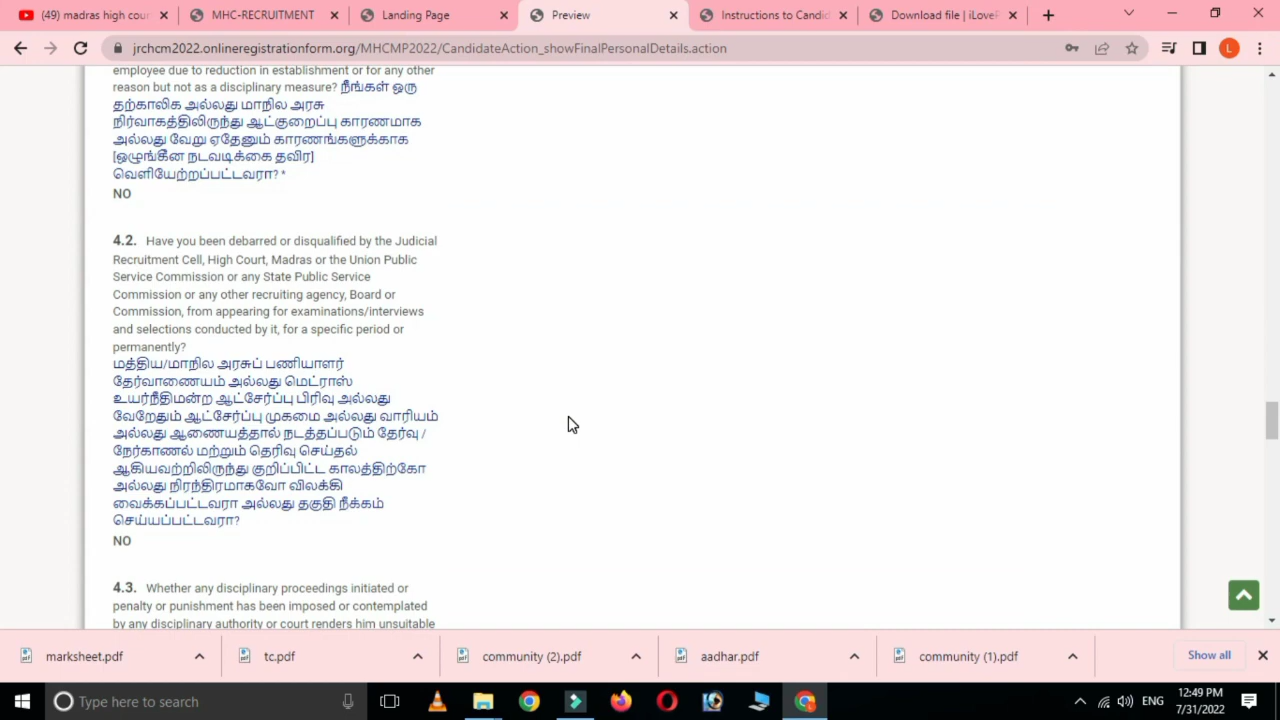 (49) madras high cour
MHC-RECRUITMENT
Landing Page
Preview
Instructions to Candid
Download file | iLoveP
jrchcm2022.onlineregistrationform.org/MHCMP2022/CandidateAction_showFinalPersonalDetails.action
L
employee due to reduction in establishment or for any other
reason but not as a disciplinary measure? நீங்கள் ஒரு
தற்காலிக அல்லது மாநில அரசு
நிர்வாகத்திலிருந்து ஆட்குறைப்பு காரணமாக
அல்லது வேறு ஏதேனும் காரணங்களுக்காக
[ஒழுங்கீன நடவடிக்கை தவிர]
வெளியேற்றப்பட்டவரா? *
NO
4.2. Have you been debarred or disqualified by the Judicial
Recruitment Cell, High Court, Madras or the Union Public
Service Commission or any State Public Service
Commission or any other recruiting agency, Board or
Commission, from appearing for examinations/interviews
and selections conducted by it, for a specific period or
permanently?
மத்திய/மாநில அரசுப் பணியாளர்
தேர்வாணையம் அல்லது மெட்ராஸ்
உயர்நீதிமன்ற ஆட்சேர்ப்பு பிரிவு அல்லது
வேறேதும் ஆட்சேர்ப்பு முகமை அல்லது வாரியம்
அல்லது ஆணையத்தால் நடத்தப்படும் தேர்வு /
நேர்காணல் மற்றும் தெரிவு செய்தல்
ஆகியவற்றிலிருந்து குறிப்பிட்ட காலத்திற்கோ
அல்லது நிரந்திரமாகவோ விலக்கி
வைக்கப்பட்டவரா அல்லது தகுதி நீக்கம்
செய்யப்பட்டவரா?
NO
4.3. Whether any disciplinary proceedings initiated or
penalty or punishment has been imposed or contemplated
by any disciplinary authority or court renders him unsuitable
marksheet.pdf
tc.pdf
community (2).pdf
aadhar.pdf
community (1).pdf
Show all
Type here to search
ENG
12:49 PM
7/31/2022